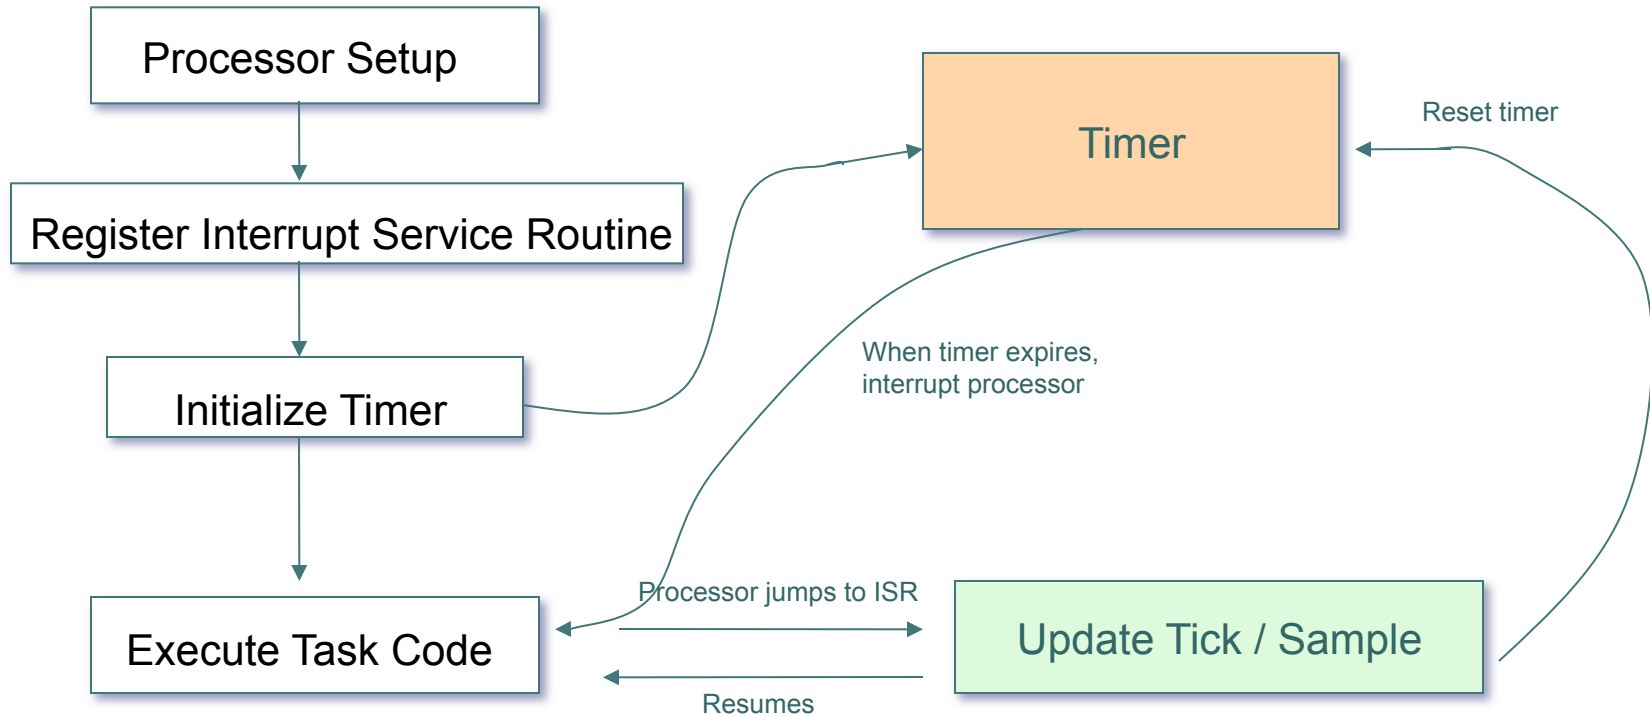 Processor Setup
Timer
Reset timer
Register Interrupt Service Routine
When timer expires,
interrupt processor
Initialize Timer
Processor jumps to ISR
Execute Task Code
Update Tick / Sample
Resumes